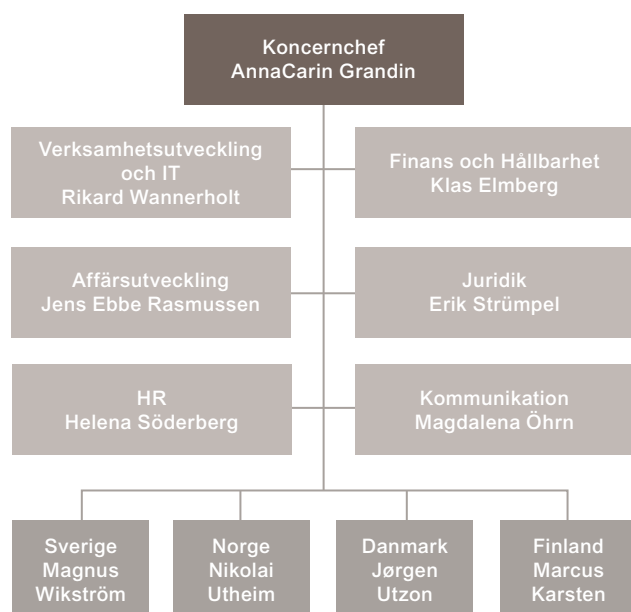 Koncernchef
AnnaCarin Grandin
Verksamhetsutveckling
och IT
Rikard Wannerholt
Finans och Hållbarhet
Klas Elmberg
Affärsutveckling
Jens Ebbe Rasmussen
Juridik
Erik Strümpel
HR
Helena Söderberg
Kommunikation
Magdalena Öhrn
Sverige
Magnus
Wikström
Norge
Nikolai
Utheim
Danmark
Jørgen
Utzon
Finland
Marcus
Karsten